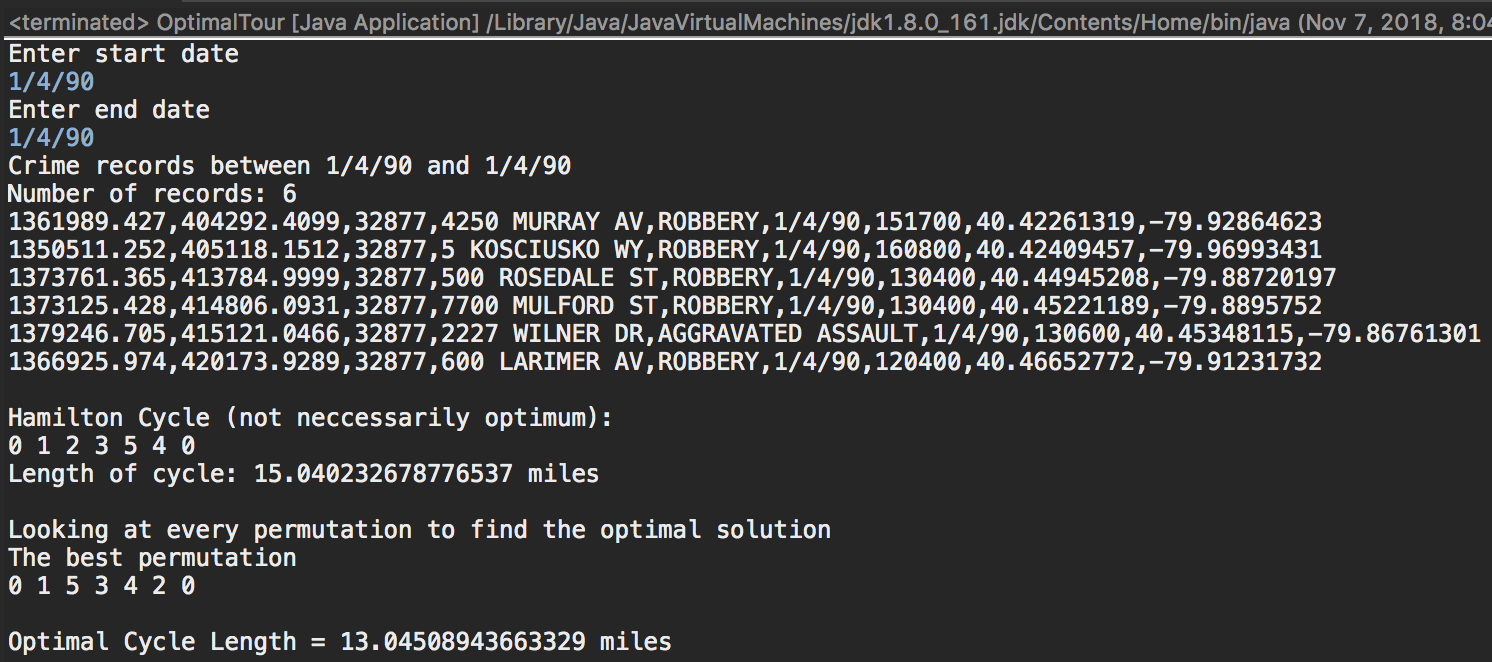 <terminated> OptimalTour [Java Application] /Library/Java/JavaVirtualMachines/jdk1.8.0_161.jdk/Contents/Home/bin/java (Nov 7, 2018, 8:04
Enter start date
1/4/90
Enter end date
1/4/90
Crime records between 1/4/90 and 1/4/90
Number of records: 6
1361989.427,404292.4099,32877,4250 MURRAY AV,ROBBERY,1/4/90,151700,40.42261319,-79.92864623
1350511.252,405118.1512,32877,5 KOSCIUSKO WY,ROBBERY,1/4/90,160800,40.42409457,-79.96993431
1373761.365,413784.9999,32877,500 ROSEDALE ST,ROBBERY,1/4/90,130400,40.44945208,-79.88720197
1373125.428,414806.0931,32877,7700 MULFORD ST,ROBBERY,1/4/90,130400,40.45221189,-79.8895752
1379246.705,415121.0466,32877,2227 WILNER DR,AGGRAVATED ASSAULT,1/4/90,130600,40.45348115,-79.86761301
1366925.974,420173.9289,32877,600 LARIMER AV,ROBBERY,1/4/90,120400,40.46652772,-79.91231732
Hamilton Cycle (not neccessarily optimum):
0 1 2 3 5 4 0
Length of cycle: 15.040232678776537 miles
Looking at every permutation to find the optimal solution
The best permutation
0 1 5 3 4 2 0
Optimal Cycle Length = 13.04508943663329 miles